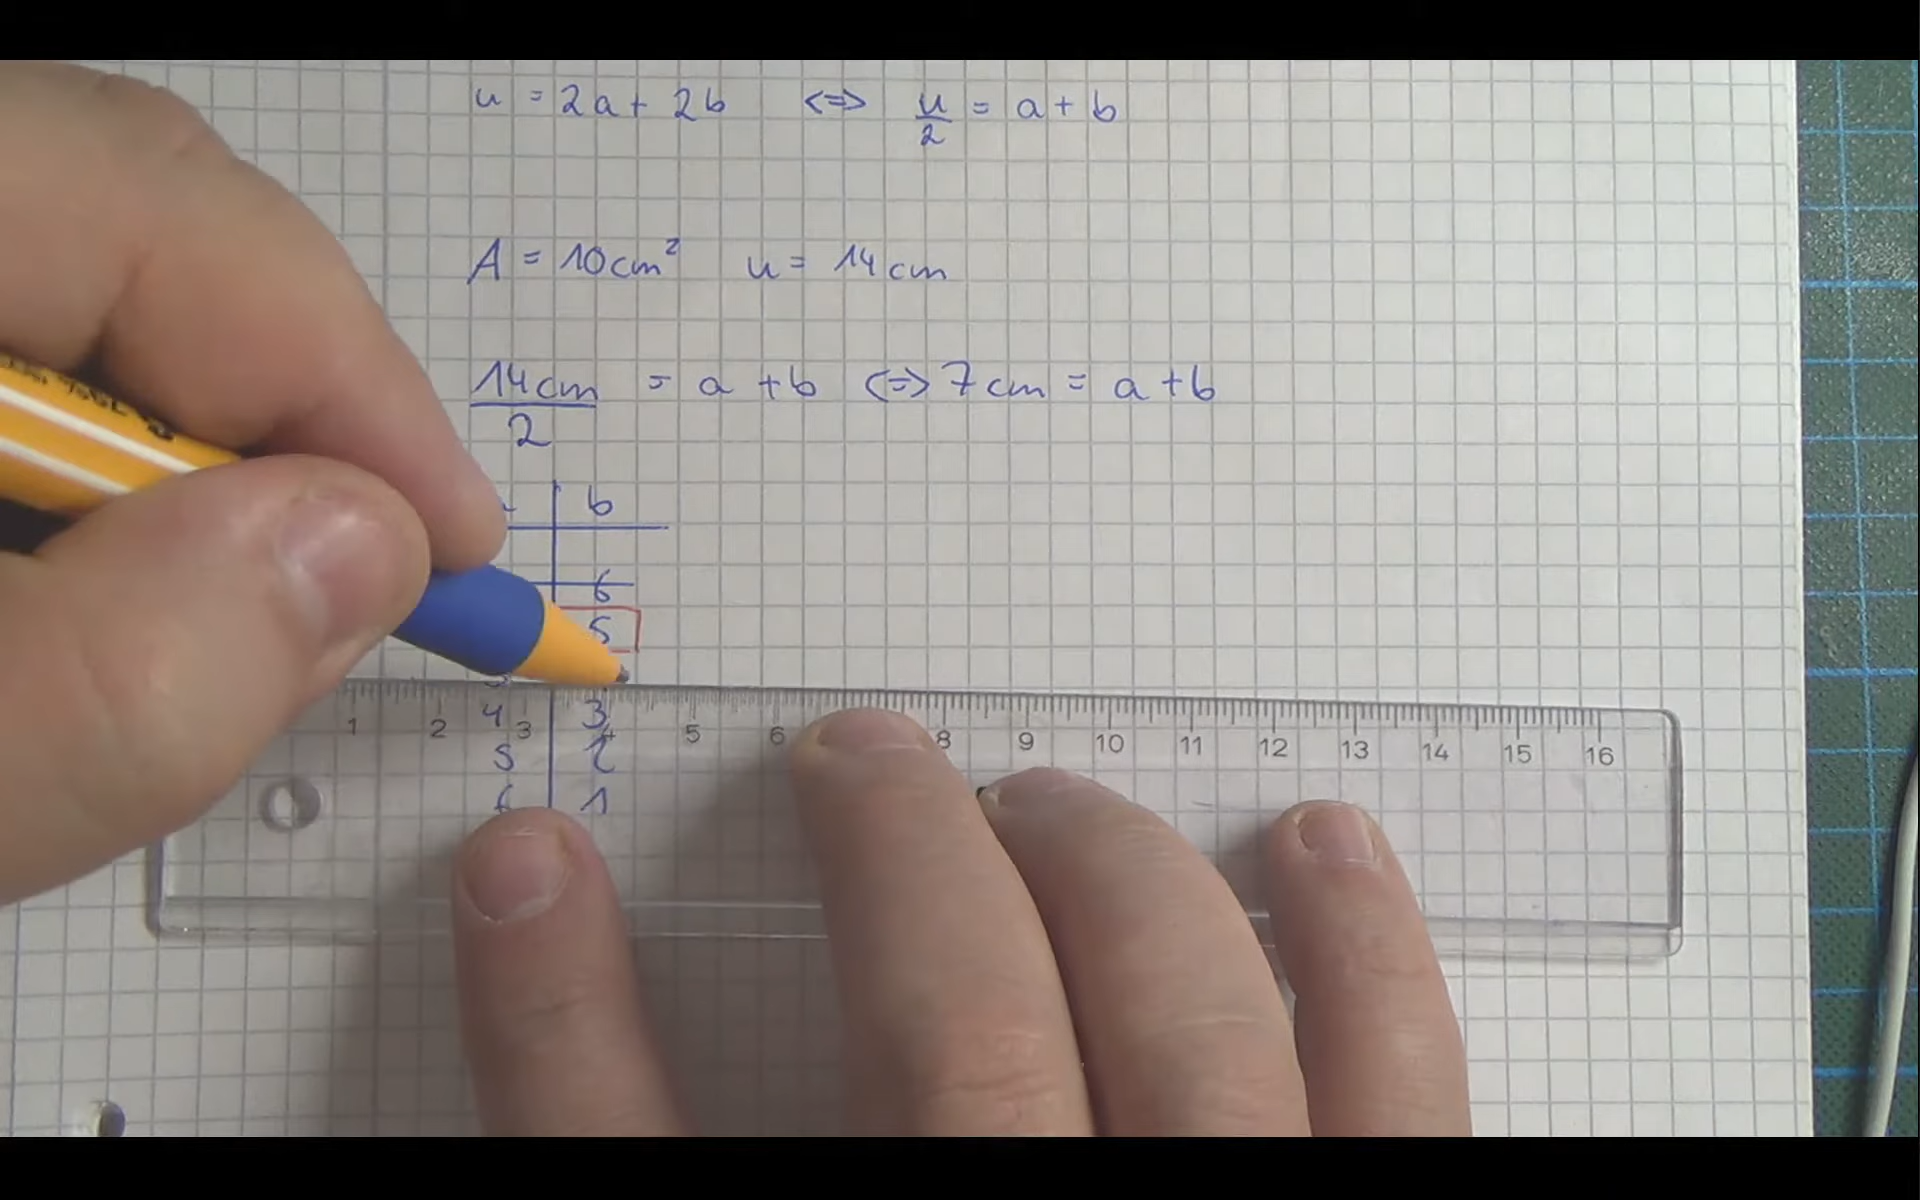 u = 2a + 2b <=> u/2 = a + b
A = 10cm² u = 14cm
14cm/2 = a + b <=> 7cm = a + b
b
6
5
4 3
5 2
6 1
1 2 3 4 5 6 8 9 10 11 12 13 14 15 16